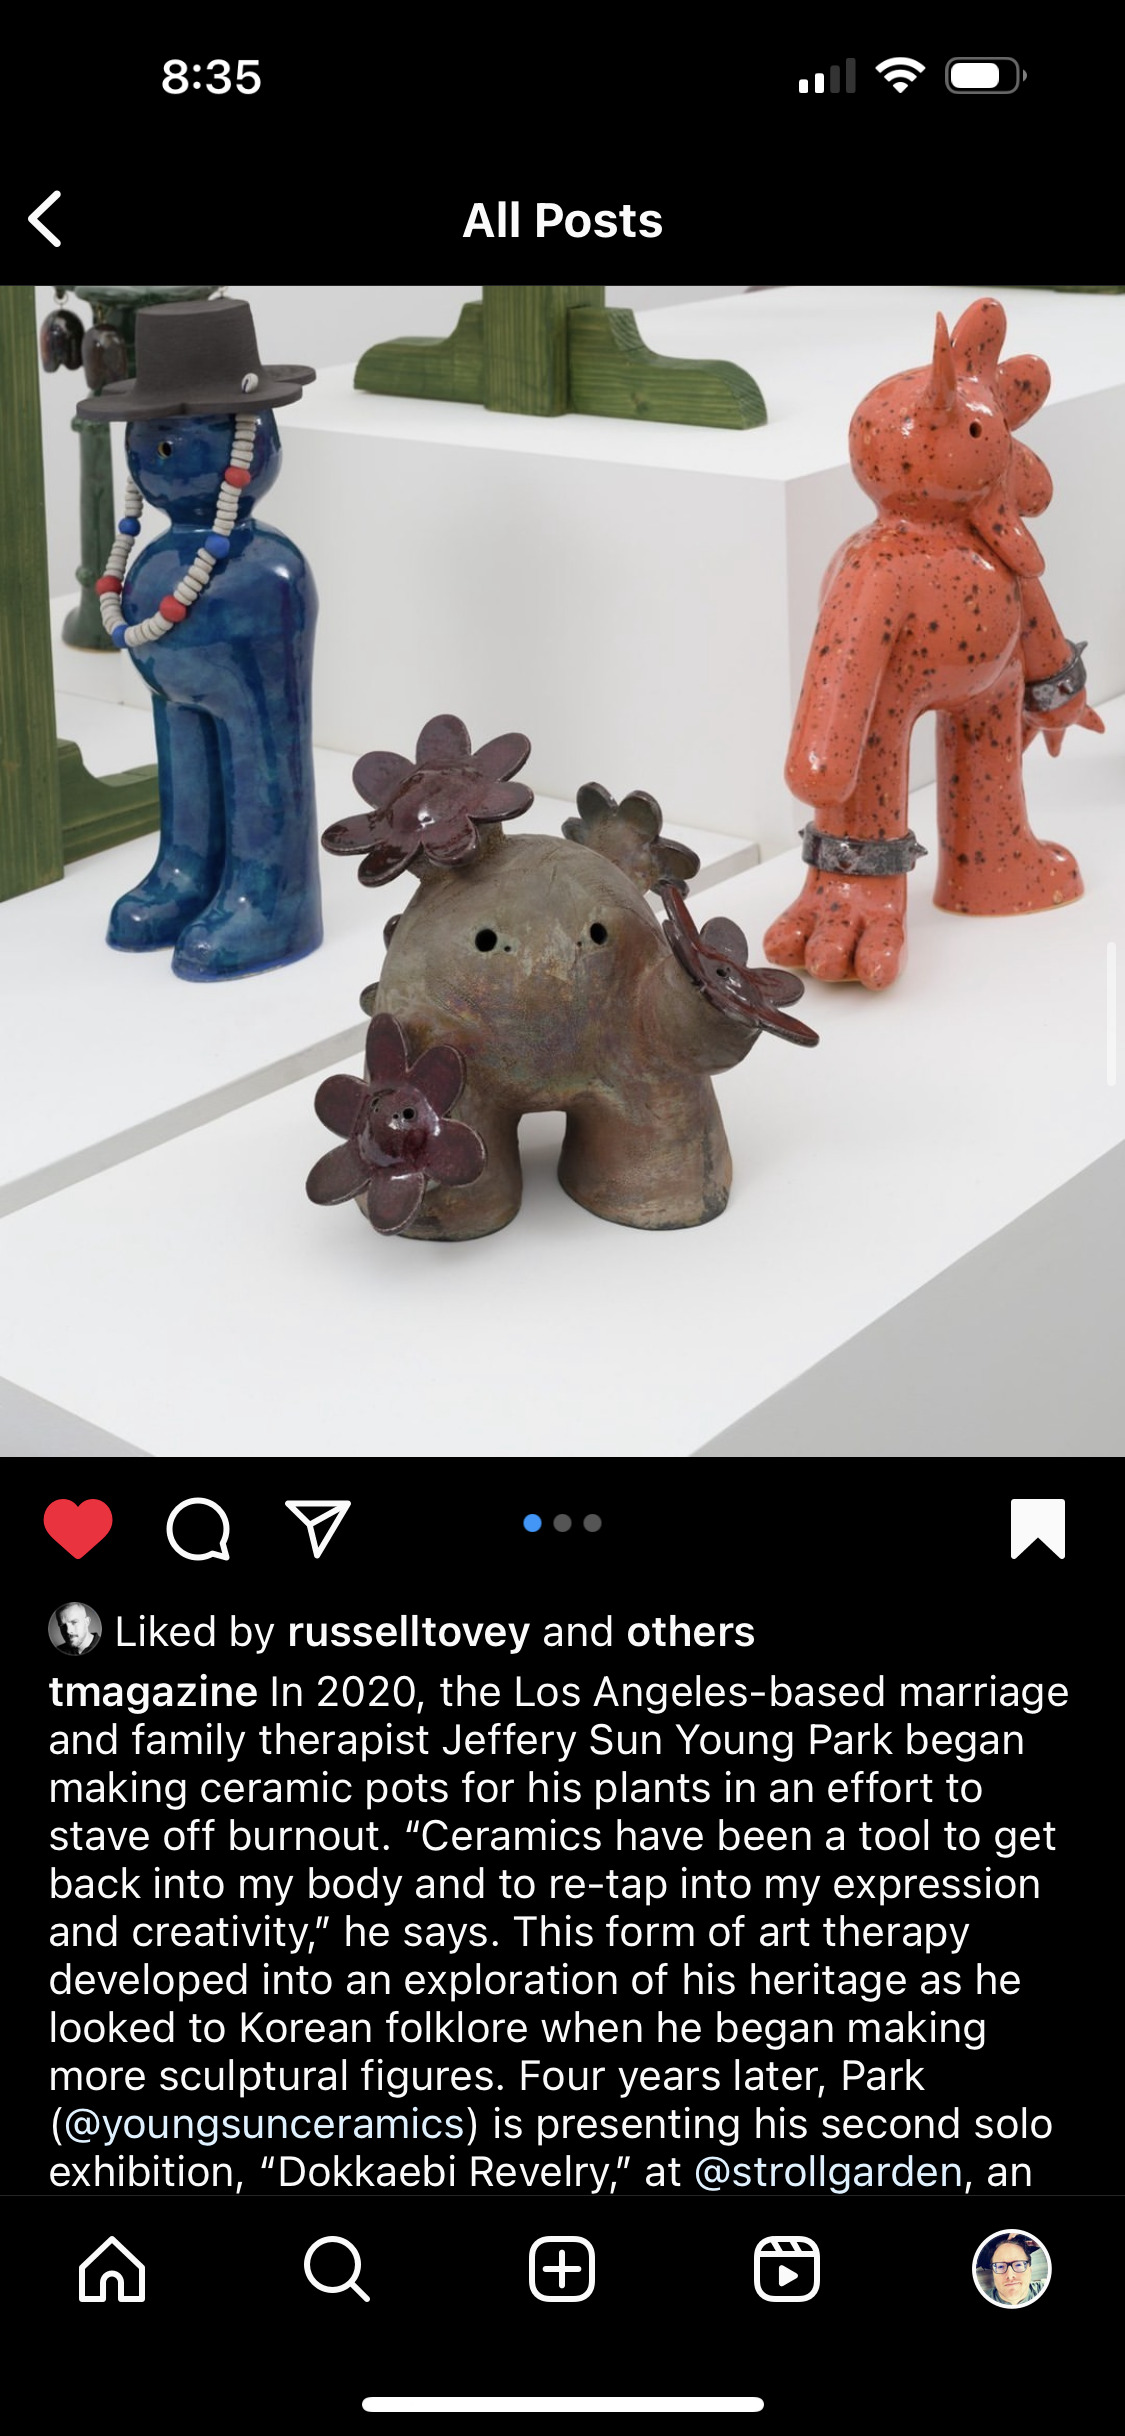 8:35
All Posts
Liked by russelltovey and others
tmagazine In 2020, the Los Angeles-based marriage
and family therapist Jeffery Sun Young Park began
making ceramic pots for his plants in an effort to
stave off burnout. “Ceramics have been a tool to get
back into my body and to re-tap into my expression
and creativity,” he says. This form of art therapy
developed into an exploration of his heritage as he
looked to Korean folklore when he began making
more sculptural figures. Four years later, Park
(@youngsunceramics) is presenting his second solo
exhibition, “Dokkaebi Revelry,” at @strollgarden, an